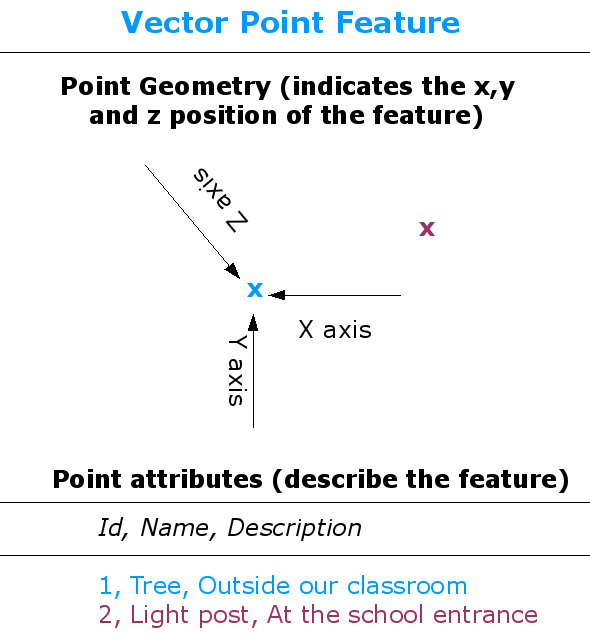 Vector Point Feature
Point Geometry (indicates the x,y
and z position of the feature)
Z axis
x
x
X axis
Y axis
Point attributes (describe the feature)
Id, Name, Description
1, Tree, Outside our classroom
2, Light post, At the school entrance